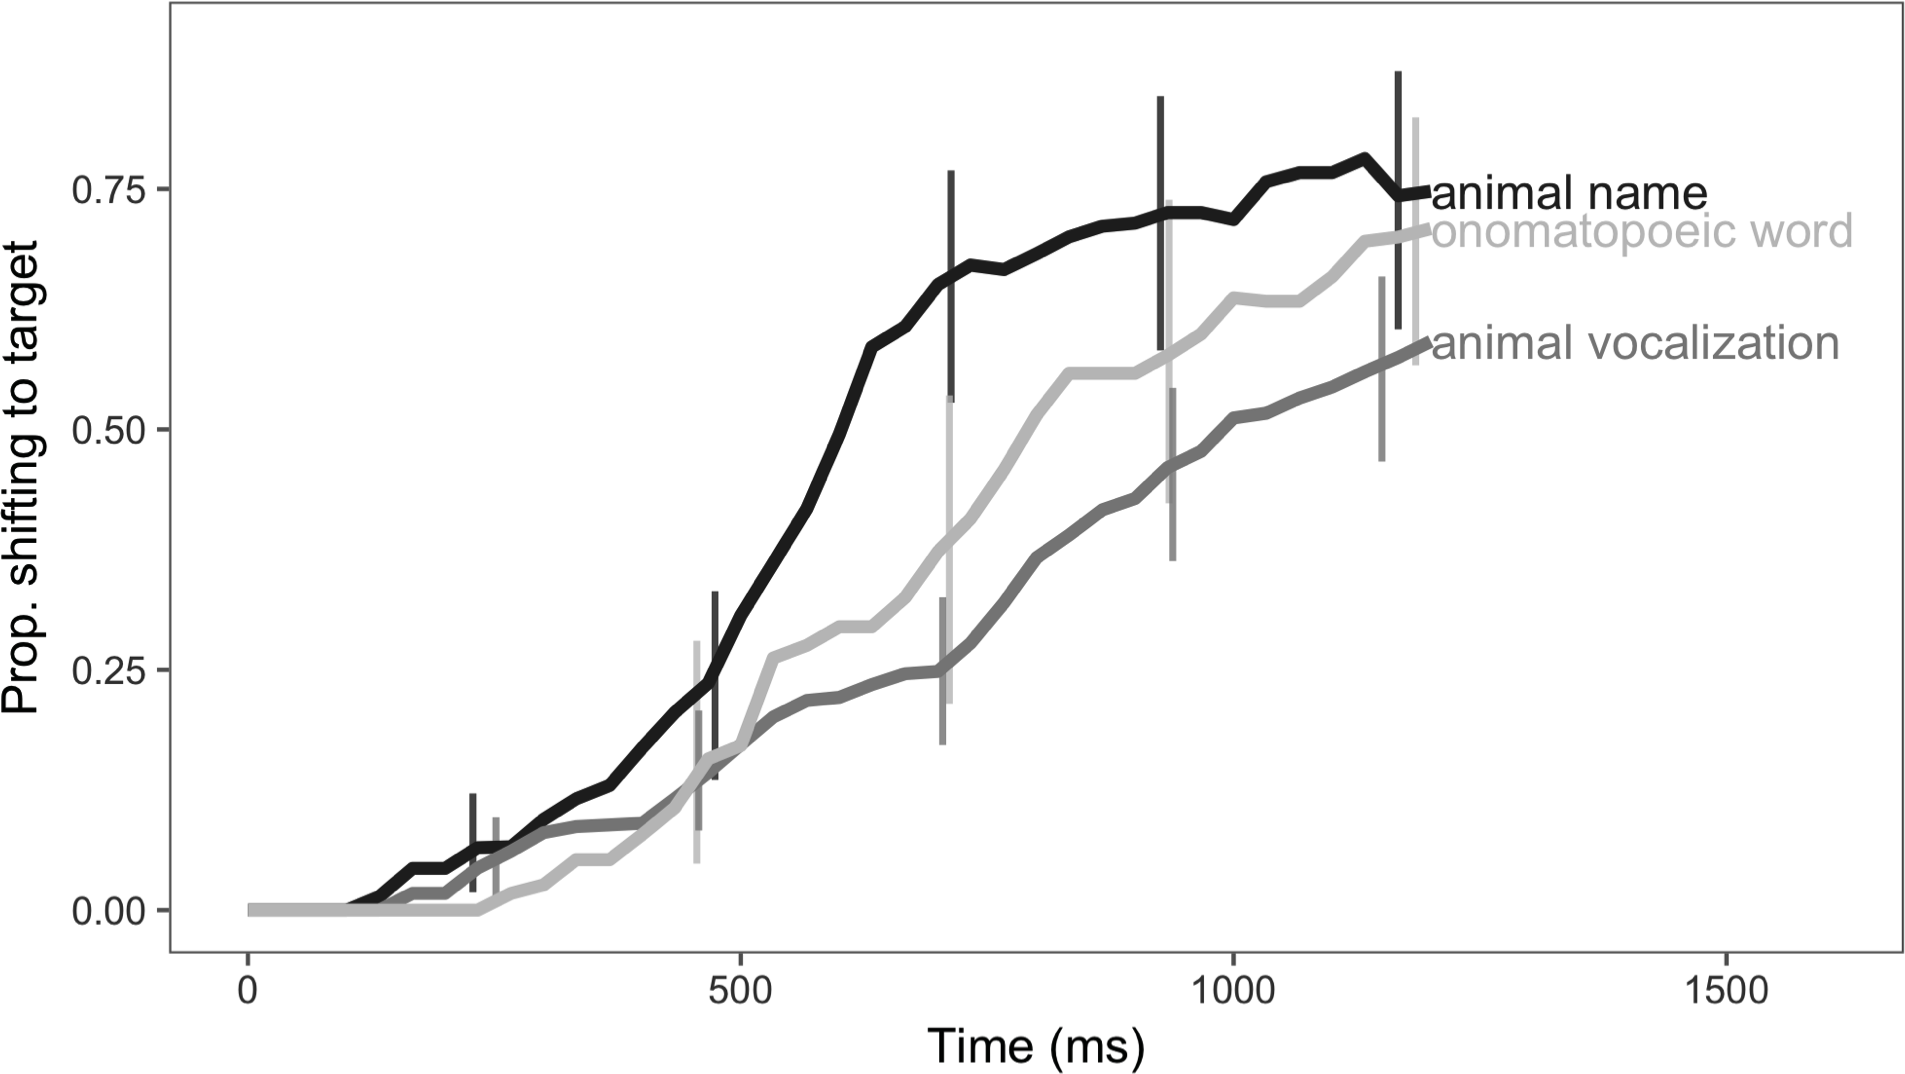 Prop. shifting to target
0.75
0.50
0.25
0.00
animal name
onomatopoeic word
animal vocalization
0
500
1000
1500
Time (ms)